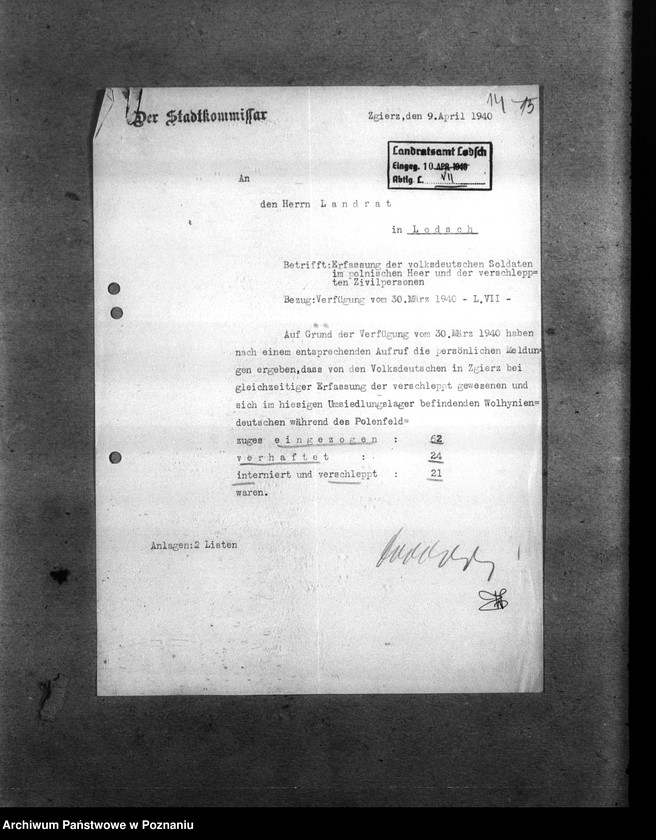 14 15
Der Stadtkommissar
Zgierz,den 9.April 1940
Landratsamt Lodsch
Eingeg. 10 APR 1940
Abtlg. L. VII
An
den Herrn L a n d r a t
in L o d s c h
Betrifft:Erfassung der volksdeutschen Soldaten
im polnischen Heer und der verschlepp=
ten Zivilpersonen
Bezug:Verfügung vom 30.März 1940 - L.VII -
Auf Grund der Verfügung vom 30.März 1940 haben
nach einem entsprechenden Aufruf die persönlichen Meldun-
gen ergeben,dass von den Volksdeutschen in Zgierz bei
gleichzeitiger Erfassung der verschleppt gewesenen und
sich im hiesigen Umsiedlungslager befindenden Wolhynien=
deutschen während des Polenfeld=
zuges e i n g e z o g e n : 62
v e r h a f t e t : 24
interniert und verschleppt : 21
waren.
Anlagen:2 Listen
Archiwum Państwowe w Poznaniu